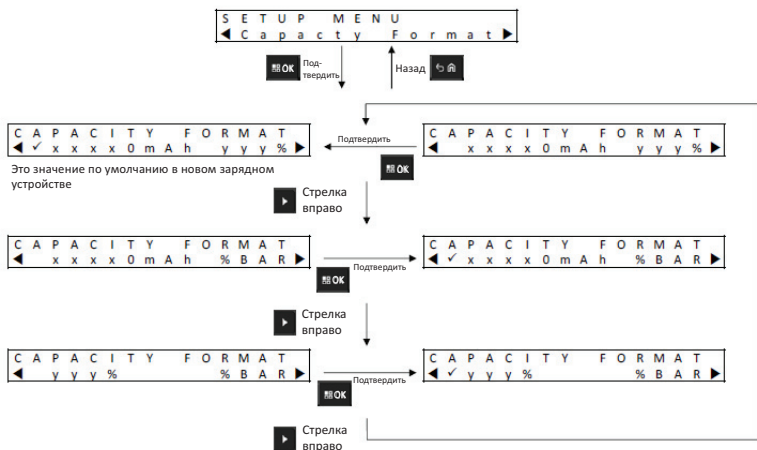 SETUP MENU
◀ Capacty Format ▶
OK
Под-
твердить
Назад
CAPACITY FORMAT
◀ ✓ xxxx0mAh yyy% ▶
Подтвердить
OK
CAPACITY FORMAT
◀ xxxx0mAh yyy% ▶
Это значение по умолчанию в новом зарядном
устройстве
Стрелка
вправо
CAPACITY FORMAT
◀ xxxx0mAh %BAR ▶
Подтвердить
OK
CAPACITY FORMAT
◀ ✓ xxxx0mAh %BAR ▶
Стрелка
вправо
CAPACITY FORMAT
◀ yyy% %BAR ▶
Подтвердить
OK
CAPACITY FORMAT
◀ ✓ yyy% %BAR ▶
Стрелка
вправо